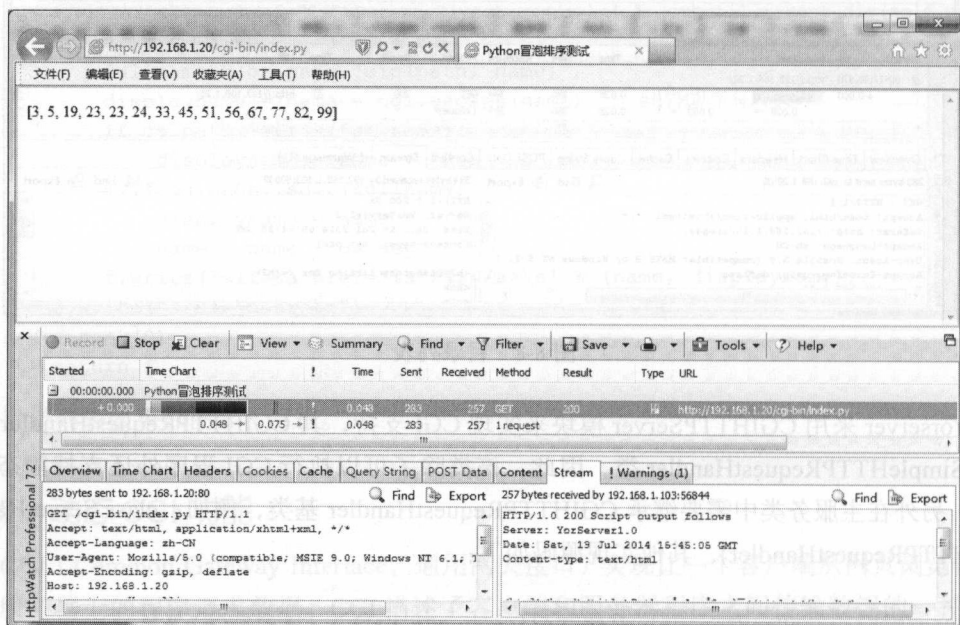 http://192.168.1.20/cgi-bin/index.py
Python冒泡排序测试
文件(F) 编辑(E) 查看(V) 收藏夹(A) 工具(T) 帮助(H)
[3, 5, 19, 23, 23, 24, 33, 45, 51, 56, 67, 77, 82, 99]
Record Stop Clear View Summary Find Filter Save Tools Help
Started Time Chart ! Time Sent Received Method Result Type URL
00:00:00.000 Python冒泡排序测试
+0.000 ! 0.048 283 257 GET 200 http://192.168.1.20/cgi-bin/index.py
0.048 0.075 ! 0.048 283 257 1 request
HttpWatch Professional 7.2
Overview Time Chart Headers Cookies Cache Query String POST Data Content Stream ! Warnings (1)
283 bytes sent to 192.168.1.20:80 Find Export
GET /cgi-bin/index.py HTTP/1.1
Accept: text/html, application/xhtml+xml, */*
Accept-Language: zh-CN
User-Agent: Mozilla/5.0 (compatible; MSIE 9.0; Windows NT 6.1;
Accept-Encoding: gzip, deflate
Host: 192.168.1.20
257 bytes received by 192.168.1.103:56844 Find Export
HTTP/1.0 200 Script output follows
Server: YorServer1.0
Date: Sat, 19 Jul 2014 16:45:06 GMT
Content-type: text/html